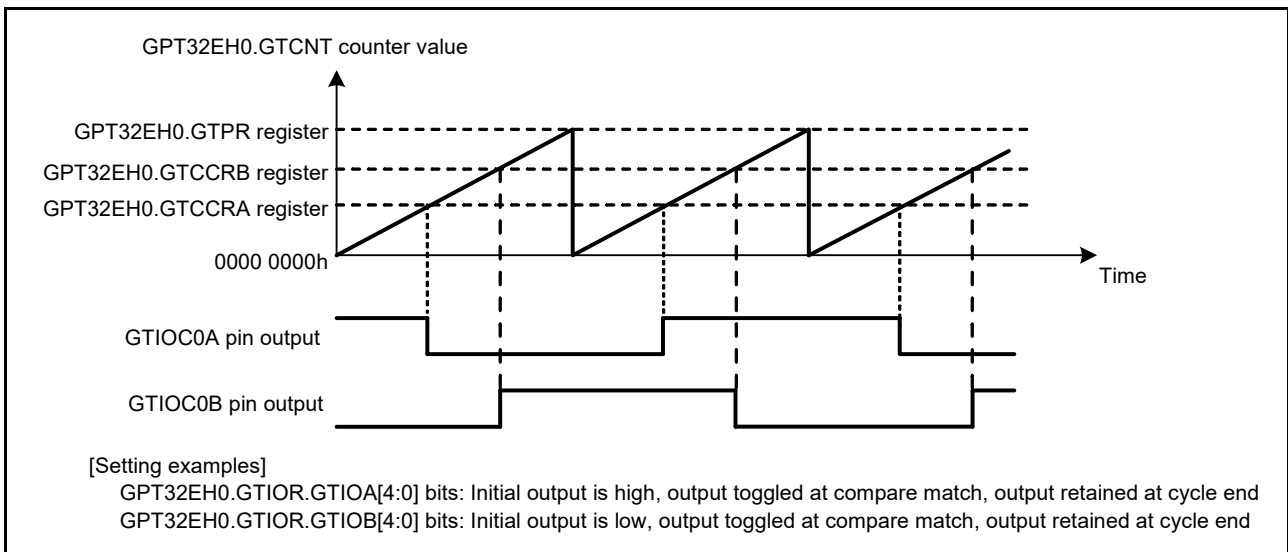 GPT32EH0.GTCNT counter value
GPT32EH0.GTPR register
GPT32EH0.GTCCRB register
GPT32EH0.GTCCRA register
0000 0000h
Time
GTIOC0A pin output
GTIOC0B pin output
[Setting examples]
GPT32EH0.GTIOR.GTIOA[4:0] bits: Initial output is high, output toggled at compare match, output retained at cycle end
GPT32EH0.GTIOR.GTIOB[4:0] bits: Initial output is low, output toggled at compare match, output retained at cycle end